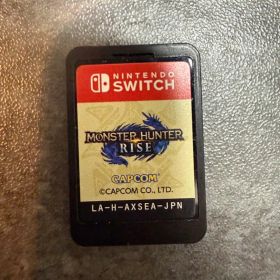 NINTENDO
SWITCH
MONSTER HUNTER
RISE
CAPCOM
©CAPCOM CO., LTD.
LA-H-AXSEA-JPN